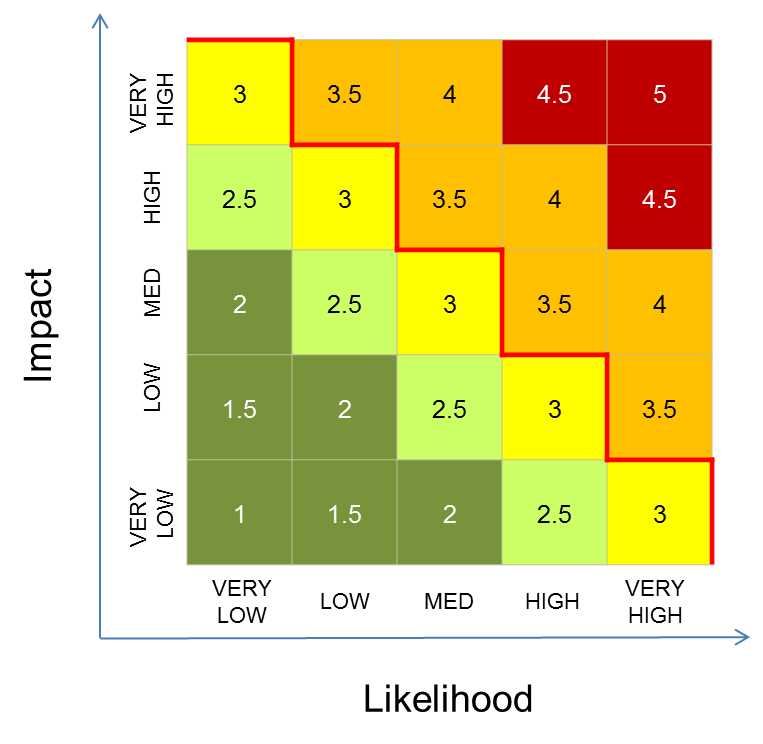 VERY
HIGH
3 3.5 4 4.5 5
HIGH
2.5 3 3.5 4 4.5
Impact
MED
2 2.5 3 3.5 4
LOW
1.5 2 2.5 3 3.5
VERY
LOW
1 1.5 2 2.5 3
VERY
LOW
LOW
MED
HIGH
VERY
HIGH
Likelihood